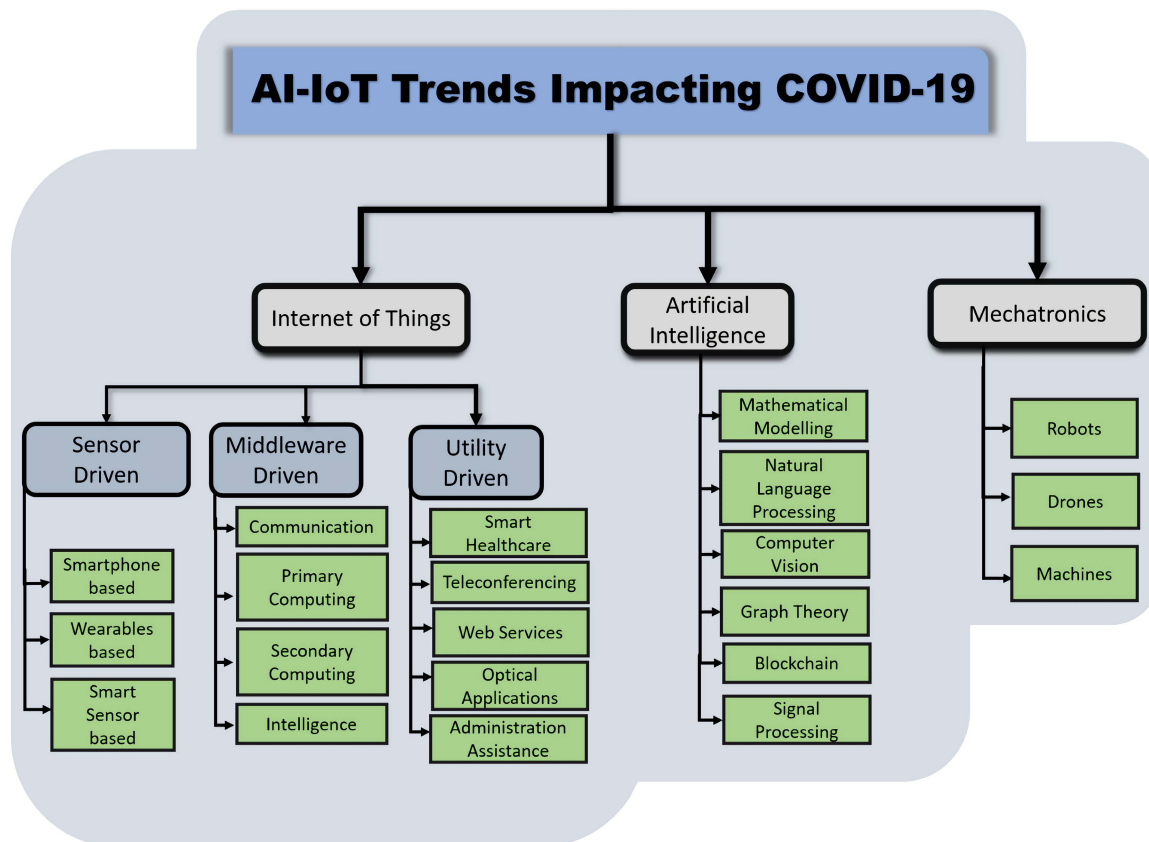 AI-IoT Trends Impacting COVID-19
Internet of Things
Artificial
Intelligence
Mechatronics
Sensor
Driven
Middleware
Driven
Utility
Driven
Smartphone
based
Wearables
based
Smart
Sensor
based
Communication
Primary
Computing
Secondary
Computing
Intelligence
Smart
Healthcare
Teleconferencing
Web Services
Optical
Applications
Administration
Assistance
Mathematical
Modelling
Natural
Language
Processing
Computer
Vision
Graph Theory
Blockchain
Signal
Processing
Robots
Drones
Machines